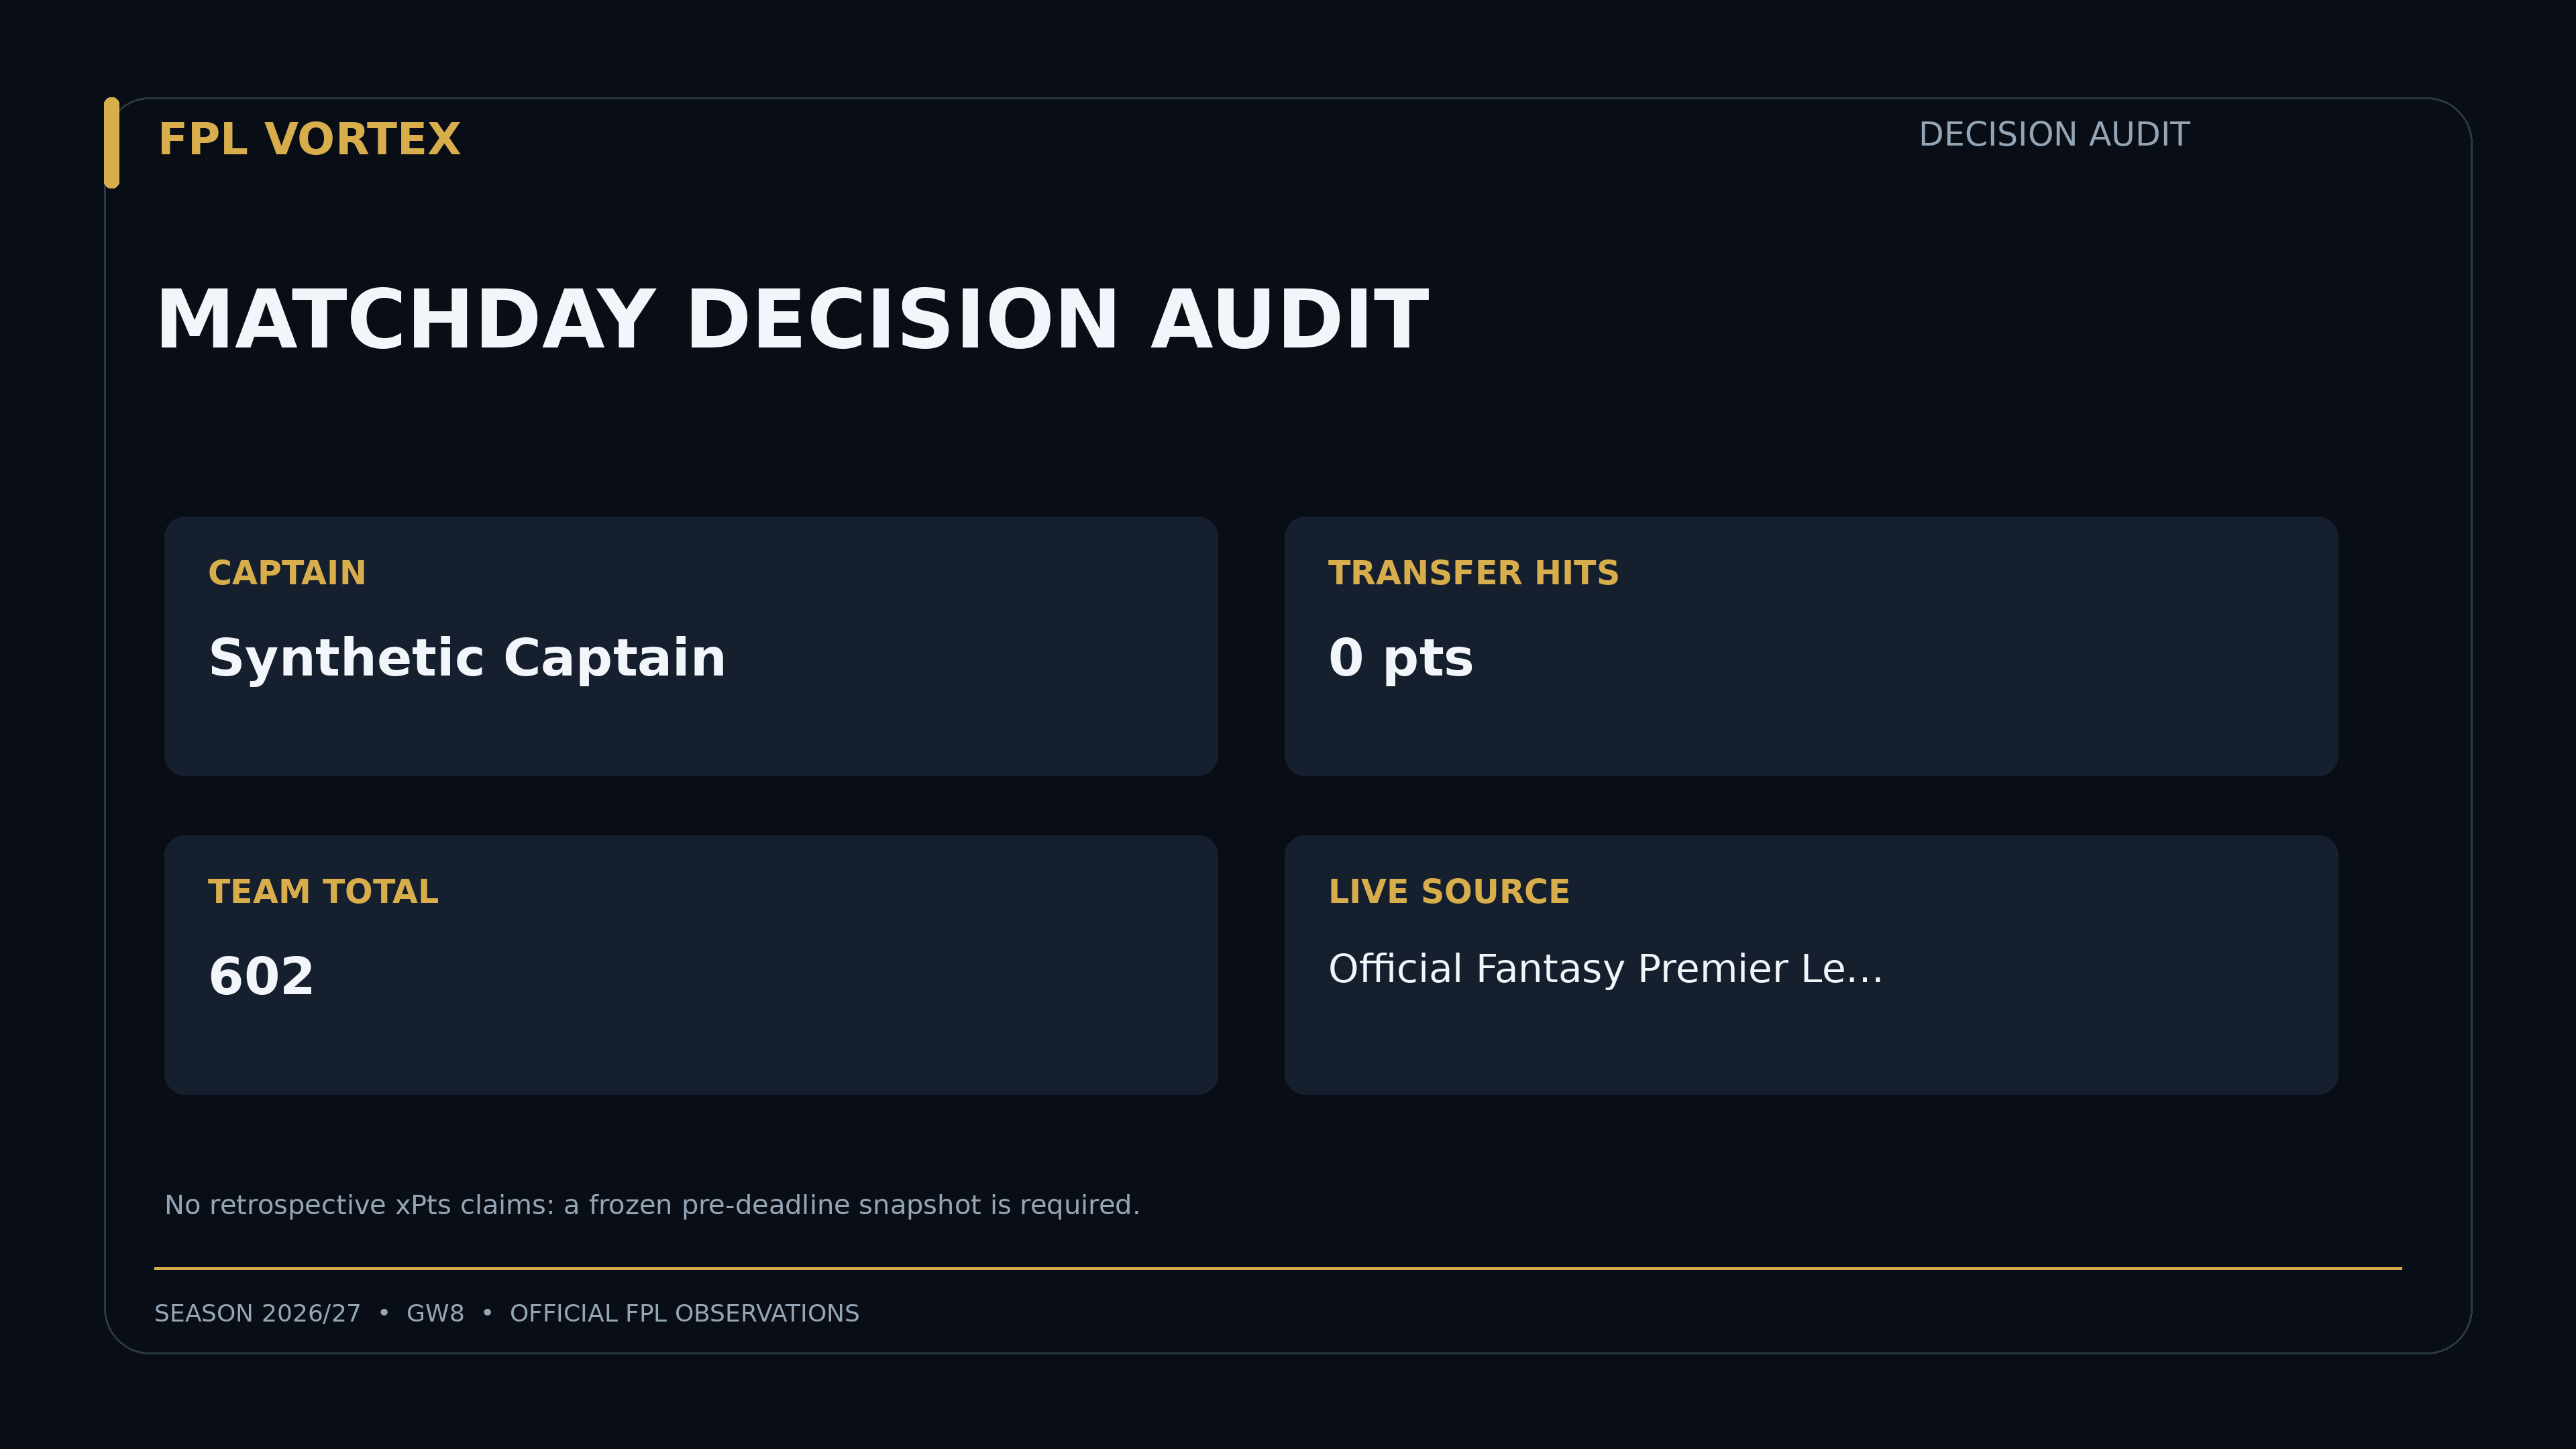 FPL VORTEX
DECISION AUDIT
MATCHDAY DECISION AUDIT
CAPTAIN
Synthetic Captain
TRANSFER HITS
0 pts
TEAM TOTAL
602
LIVE SOURCE
Official Fantasy Premier Le...
No retrospective xPts claims: a frozen pre-deadline snapshot is required.
SEASON 2026/27 • GW8 • OFFICIAL FPL OBSERVATIONS